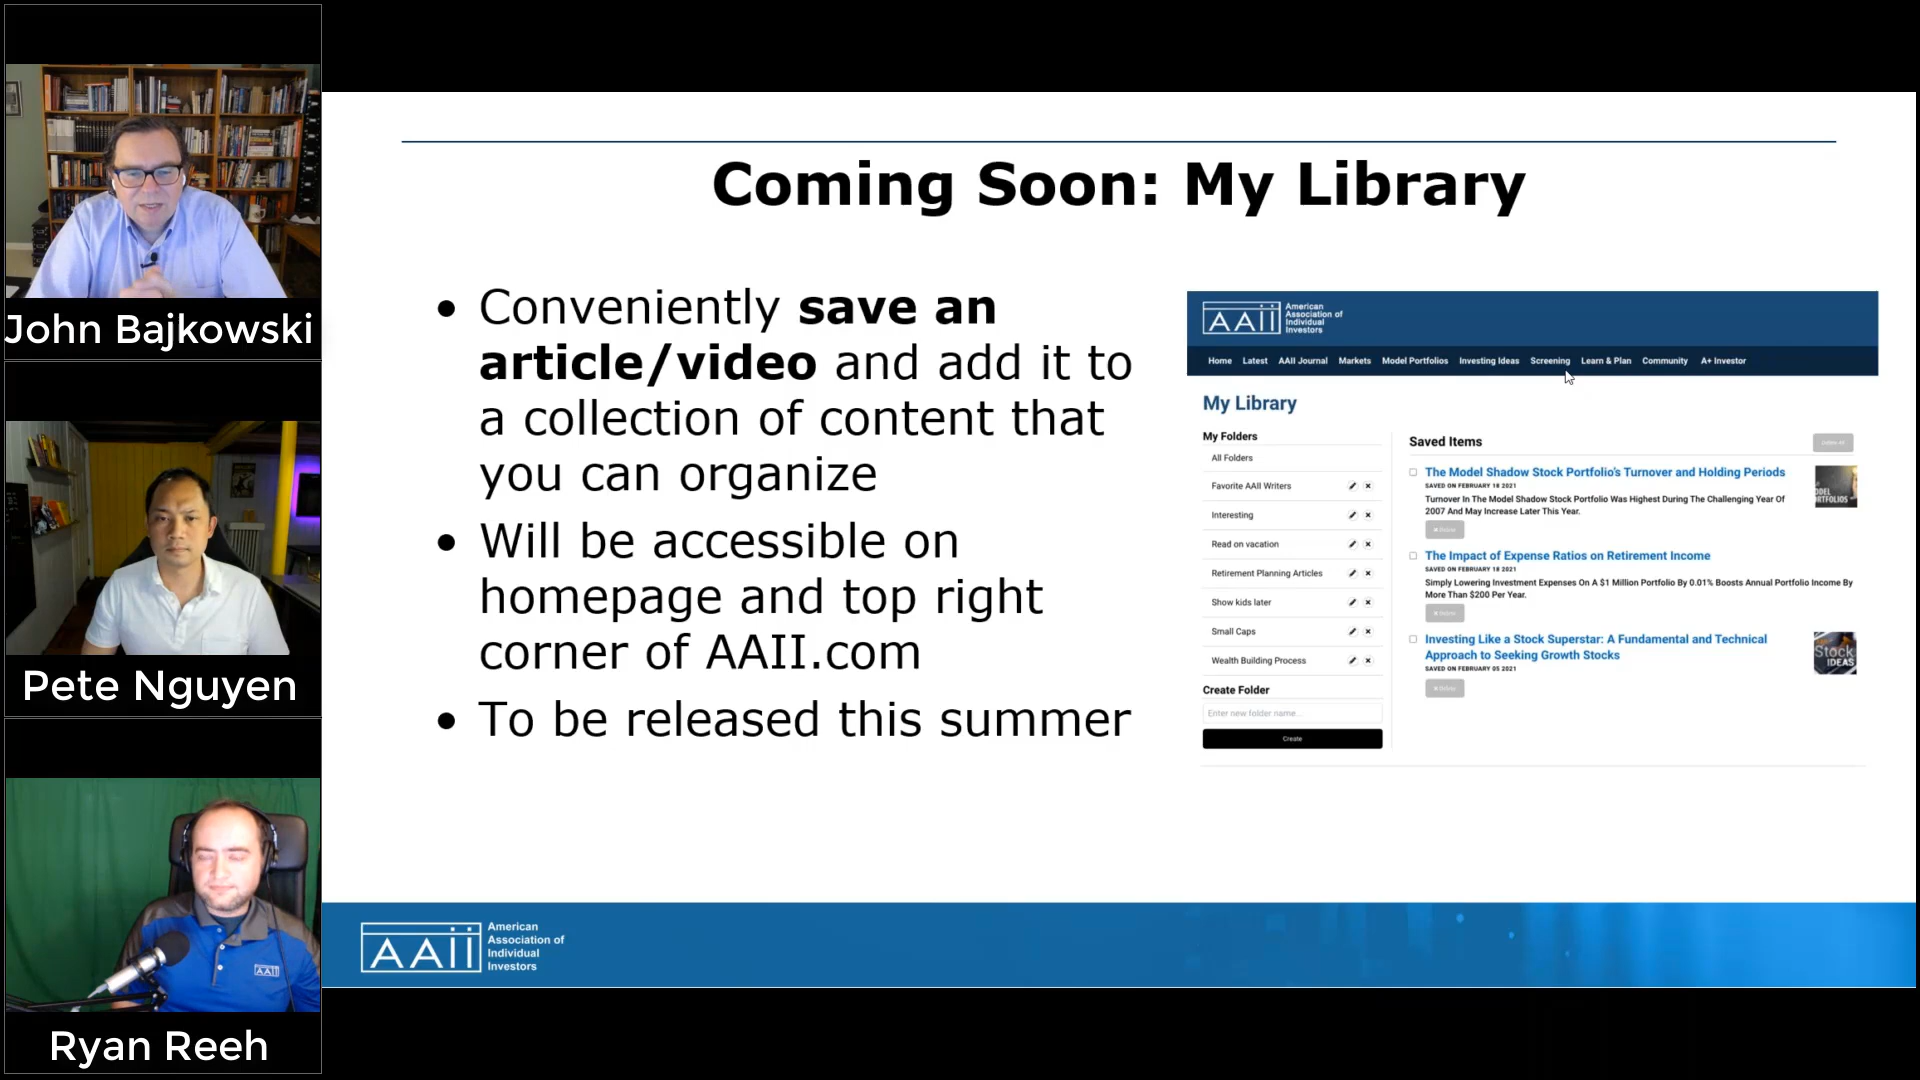 John Bajkowski
Pete Nguyen
AAII
Ryan Reeh
Coming Soon: My Library
• Conveniently save an
article/video and add it to
a collection of content that
you can organize
• Will be accessible on
homepage and top right
corner of AAII.com
• To be released this summer
AAII
American
Association of
Individual
Investors
Home Latest AAII Journal Markets Model Portfolios Investing Ideas Screening Learn & Plan Community A+ Investor
My Library
My Folders
All Folders
Favorite AAII Writers
Interesting
Read on vacation
Retirement Planning Articles
Show kids later
Small Caps
Wealth Building Process
Create Folder
Enter new folder name...
Create
Saved Items
Delete All
The Model Shadow Stock Portfolio's Turnover and Holding Periods
SAVED ON FEBRUARY 18 2021
Turnover In The Model Shadow Stock Portfolio Was Highest During The Challenging Year Of
2007 And May Increase Later This Year.
Delete
The Impact of Expense Ratios on Retirement Income
SAVED ON FEBRUARY 18 2021
Simply Lowering Investment Expenses On A $1 Million Portfolio By 0.01% Boosts Annual Portfolio Income By
More Than $200 Per Year.
Delete
Investing Like a Stock Superstar: A Fundamental and Technical
Approach to Seeking Growth Stocks
SAVED ON FEBRUARY 05 2021
Delete
Stock
IDEAS
AAII
American
Association of
Individual
Investors